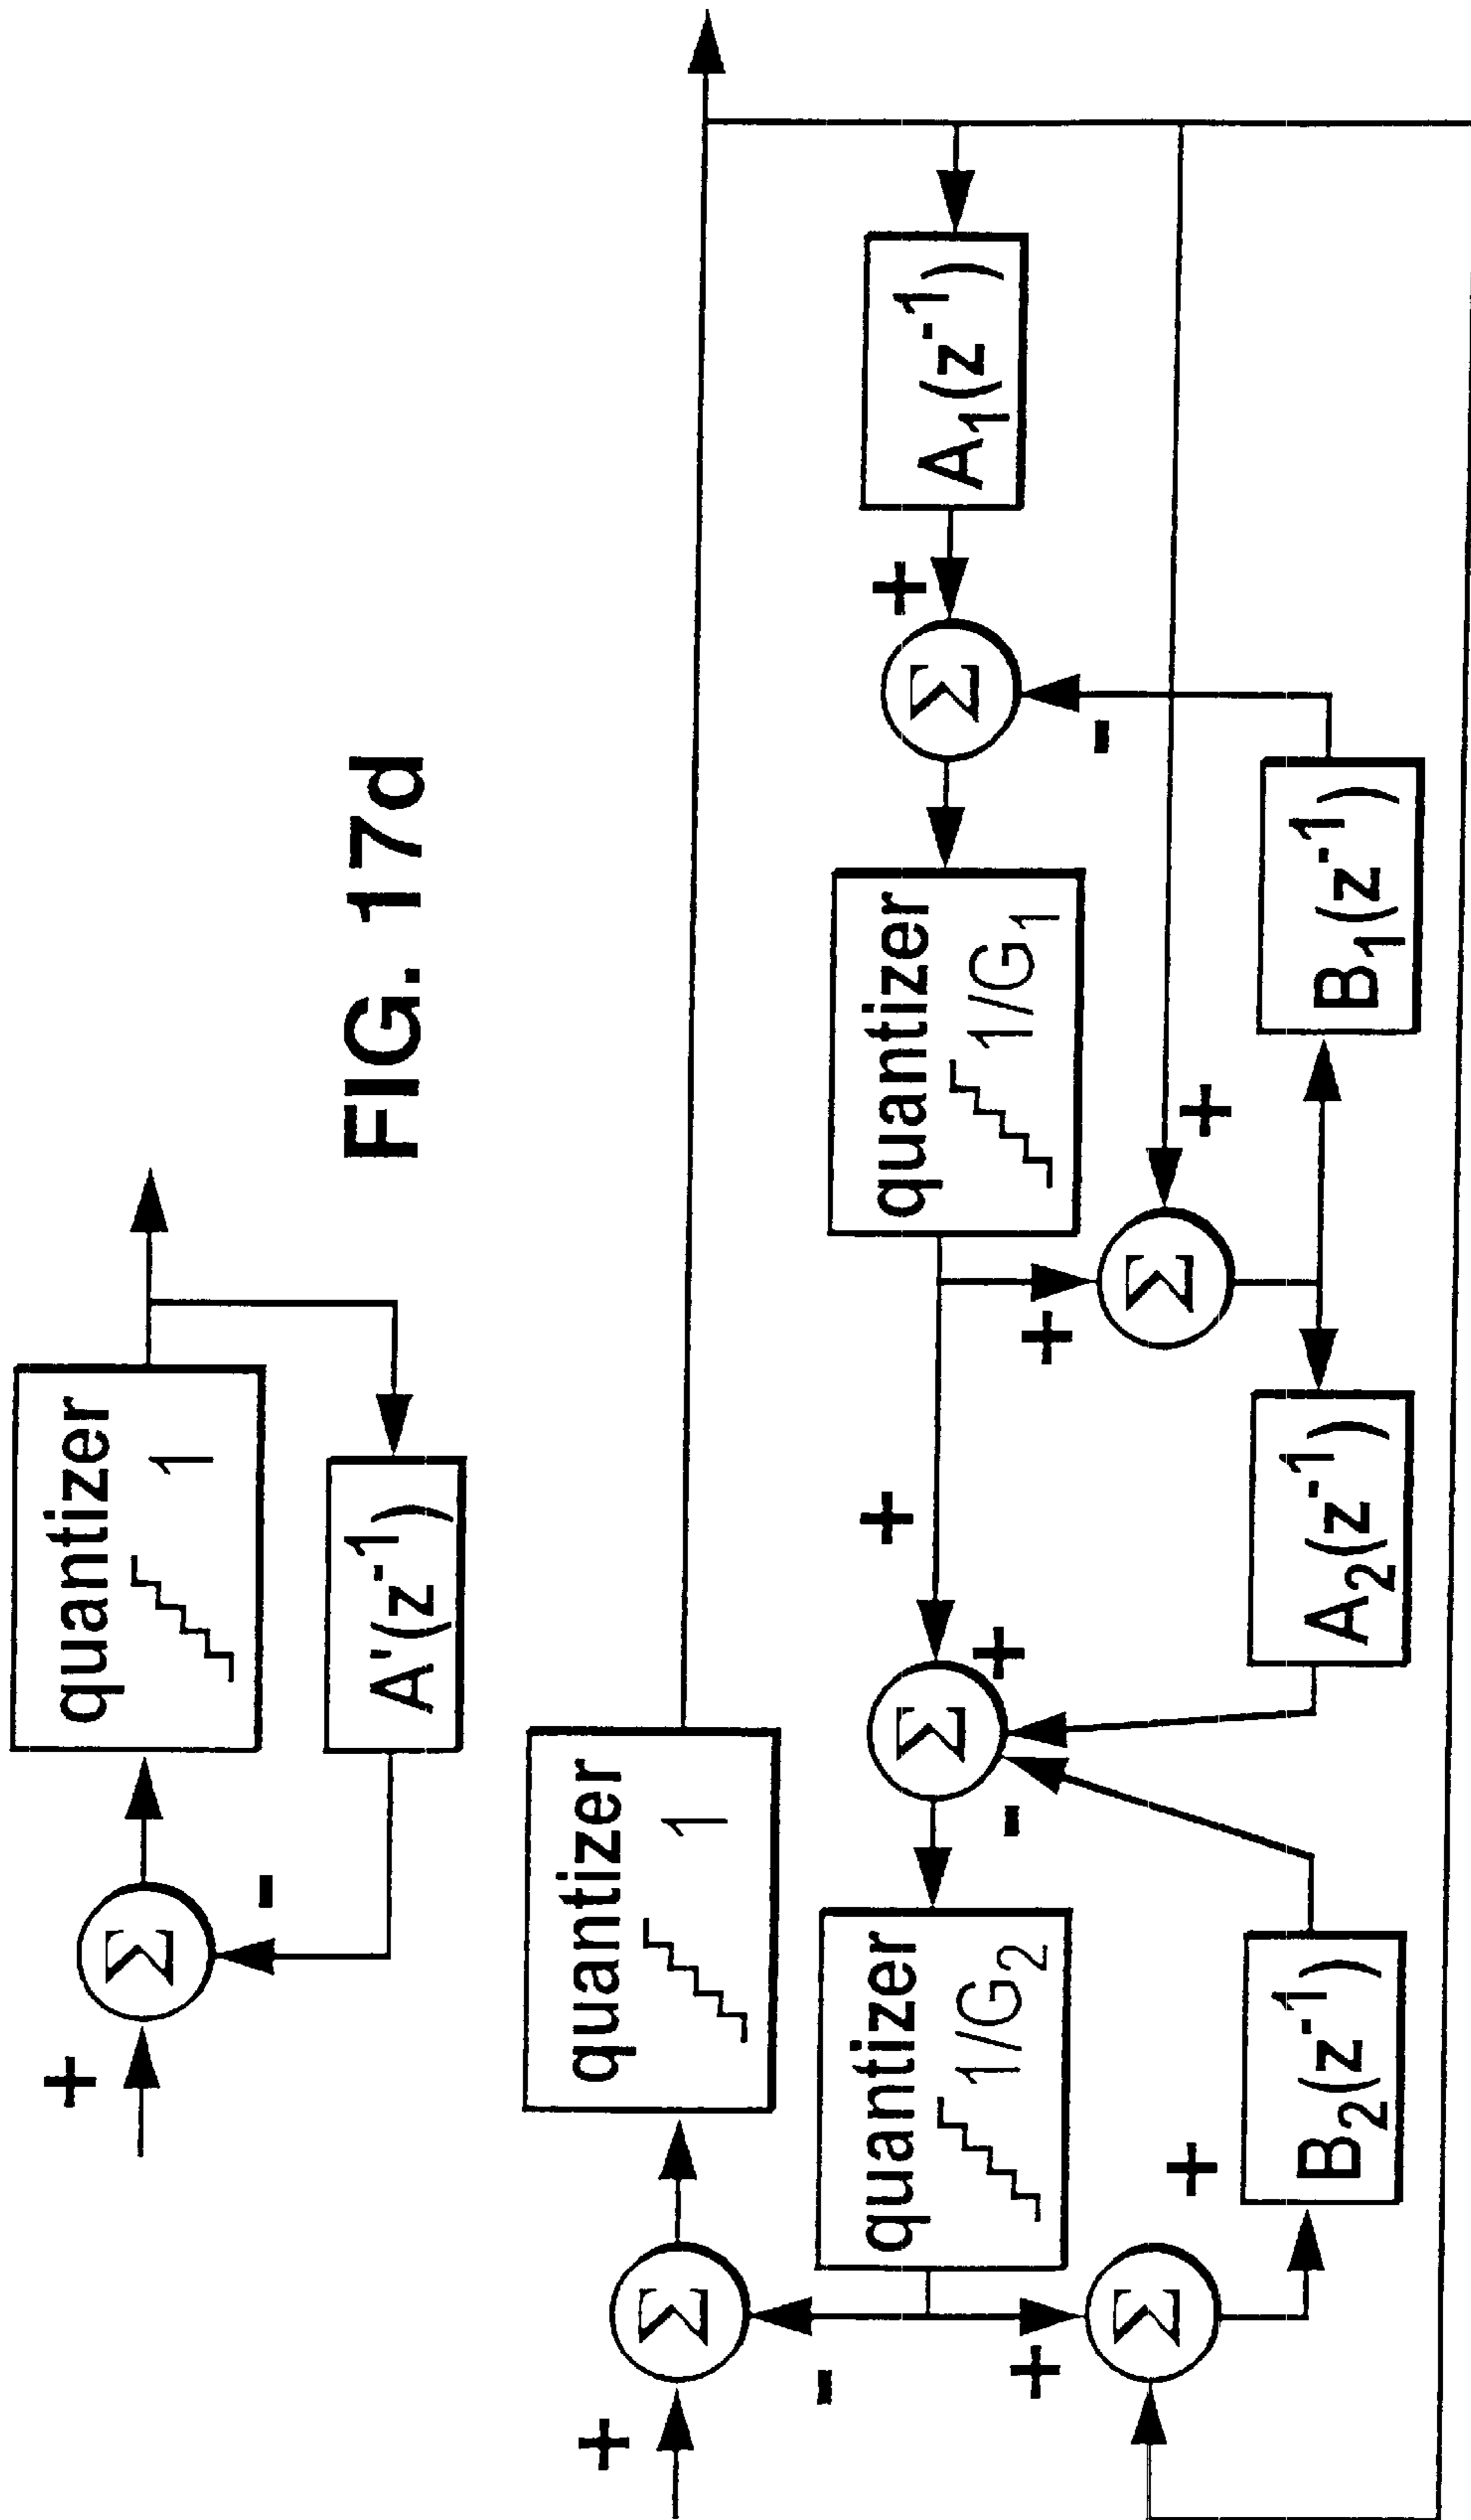 +
Σ
-
quantizer
1
A'(z-1)
FIG. 17d
+
Σ
-
quantizer
1
quantizer
1/G2
+
Σ
+
B2(z-1)
+
Σ
+
-
A2(z-1)
quantizer
1/G1
+
Σ
+
B1(z-1)
+
Σ
-
A1(z-1)